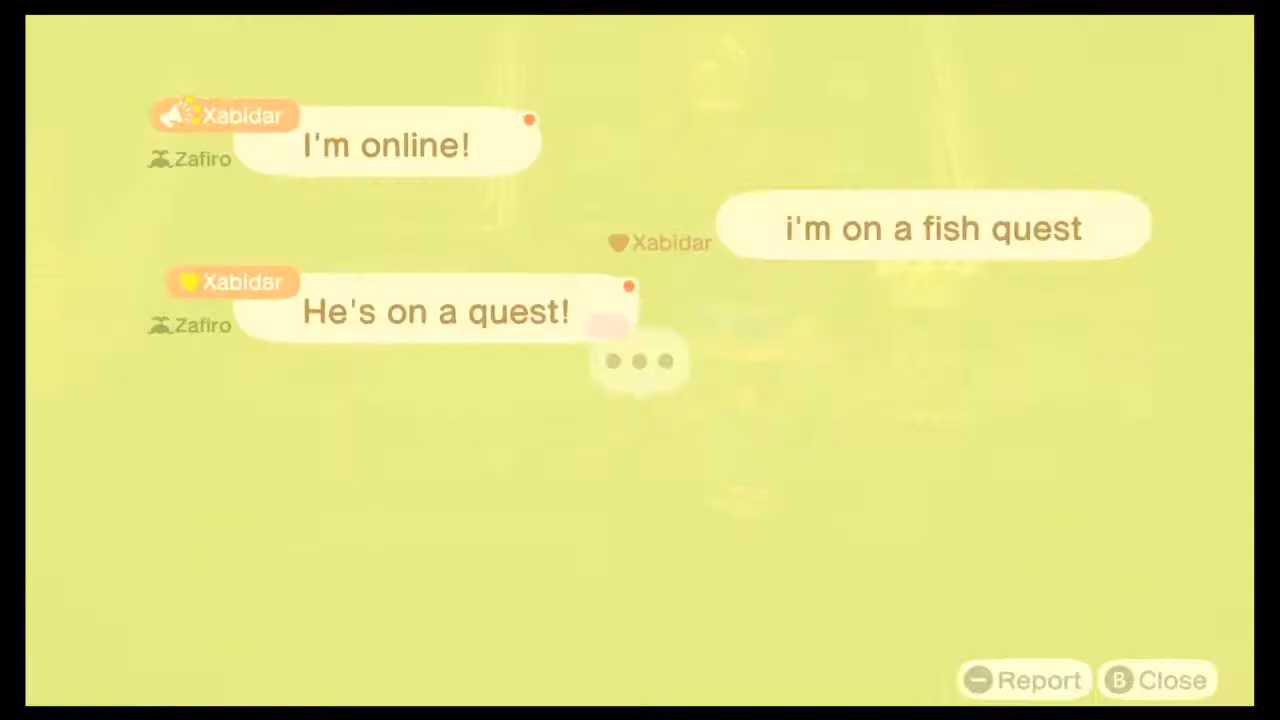 Xabidar
I'm online!
Zafiro
i'm on a fish quest
Xabidar
Xabidar
He's on a quest!
Zafiro
Report
B Close